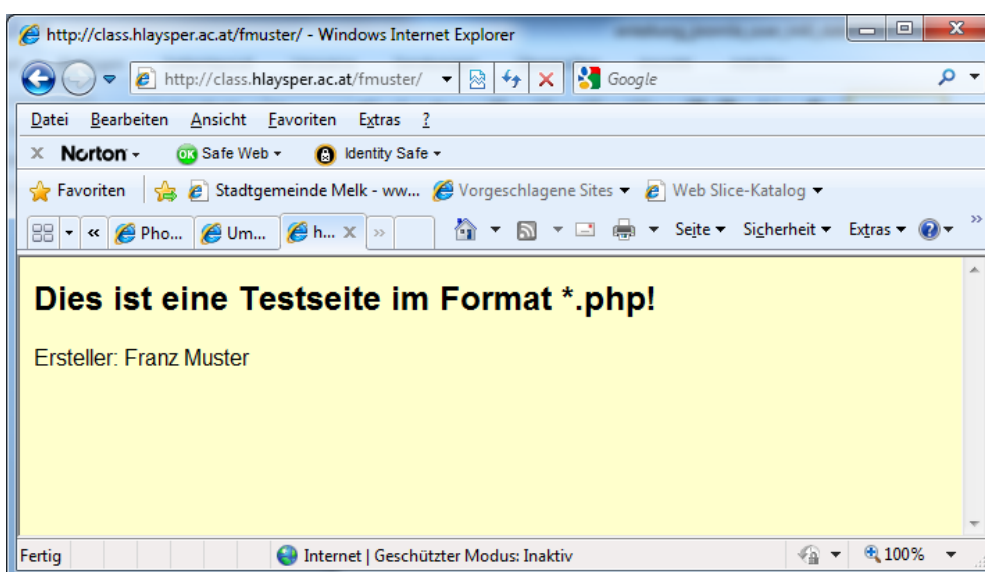 http://class.hlaysper.ac.at/fmuster/ - Windows Internet Explorer
http://class.hlaysper.ac.at/fmuster/ Google
Datei Bearbeiten Ansicht Favoriten Extras ?
x Norton OK Safe Web Identity Safe
Favoriten Stadtgemeinde Melk - ww... Vorgeschlagene Sites Web Slice-Katalog
« Pho... Um... h... x » Seite Sicherheit Extras ? »
Dies ist eine Testseite im Format *.php!
Ersteller: Franz Muster
Fertig Internet | Geschützter Modus: Inaktiv 100%